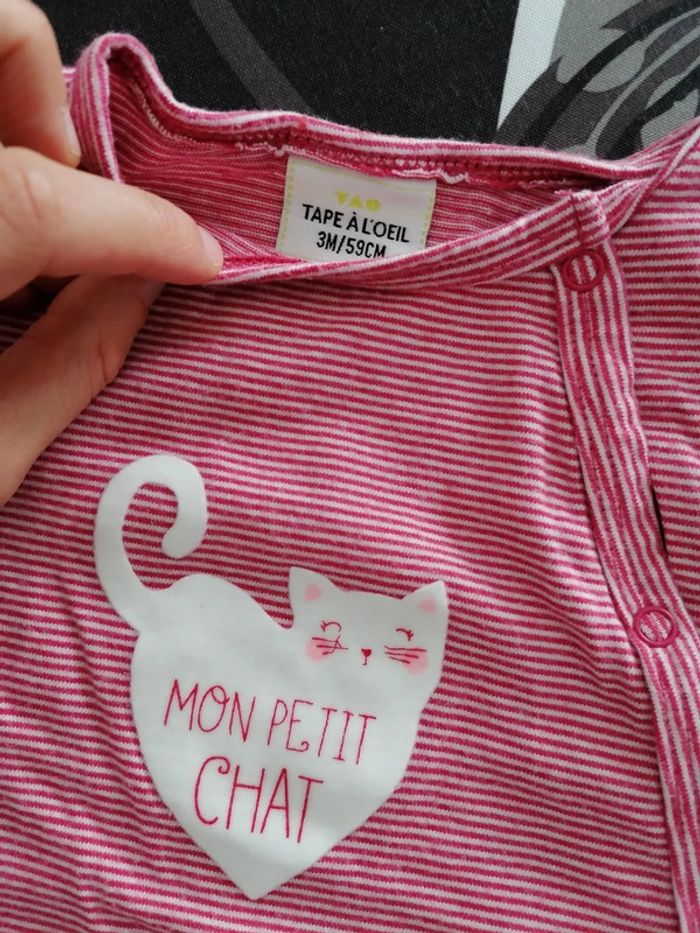 TAO
TAPE À L'OEIL
3M/59CM
MON PETIT
CHAT